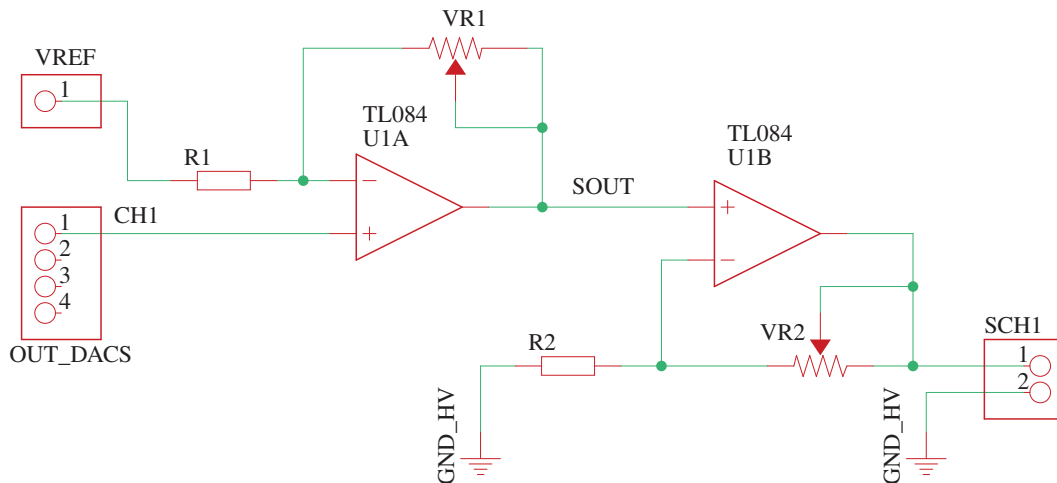 VR1
VREF
1
TL084
U1A
TL084
U1B
R1
SOUT
CH1
1
2
3
4
OUT_DACS
R2
VR2
SCH1
1
2
GND_HV
GND_HV